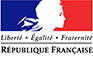 Liberté • Égalité • Fraternité
RÉPUBLIQUE FRANÇAISE